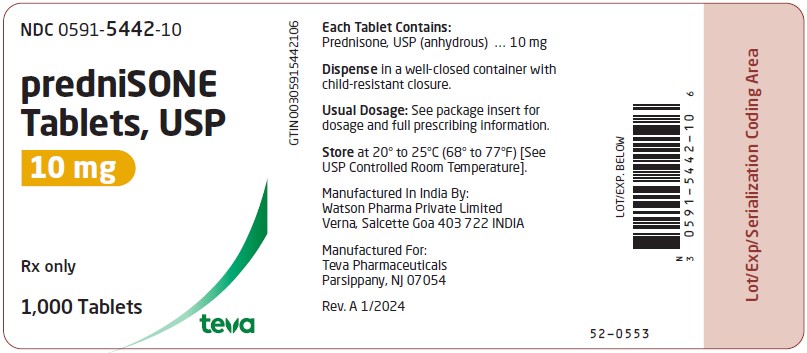 NDC 0591-5442-10
predniSONE
Tablets, USP
10 mg
Rx only
1,000 Tablets
teva
GTIN 00305915442106
Each Tablet Contains:
Prednisone, USP (anhydrous) ... 10 mg
Dispense in a well-closed container with
child-resistant closure.
Usual Dosage: See package insert for
dosage and full prescribing information.
Store at 20° to 25°C (68° to 77°F) [See
USP Controlled Room Temperature].
Manufactured In India By:
Watson Pharma Private Limited
Verna, Salcette Goa 403 722 INDIA
Manufactured For:
Teva Pharmaceuticals
Parsippany, NJ 07054
Rev. A 1/2024
52-0553
LOT/EXP. BELOW
N
3 0591-5442-10 6
Lot/Exp/Serialization Coding Area